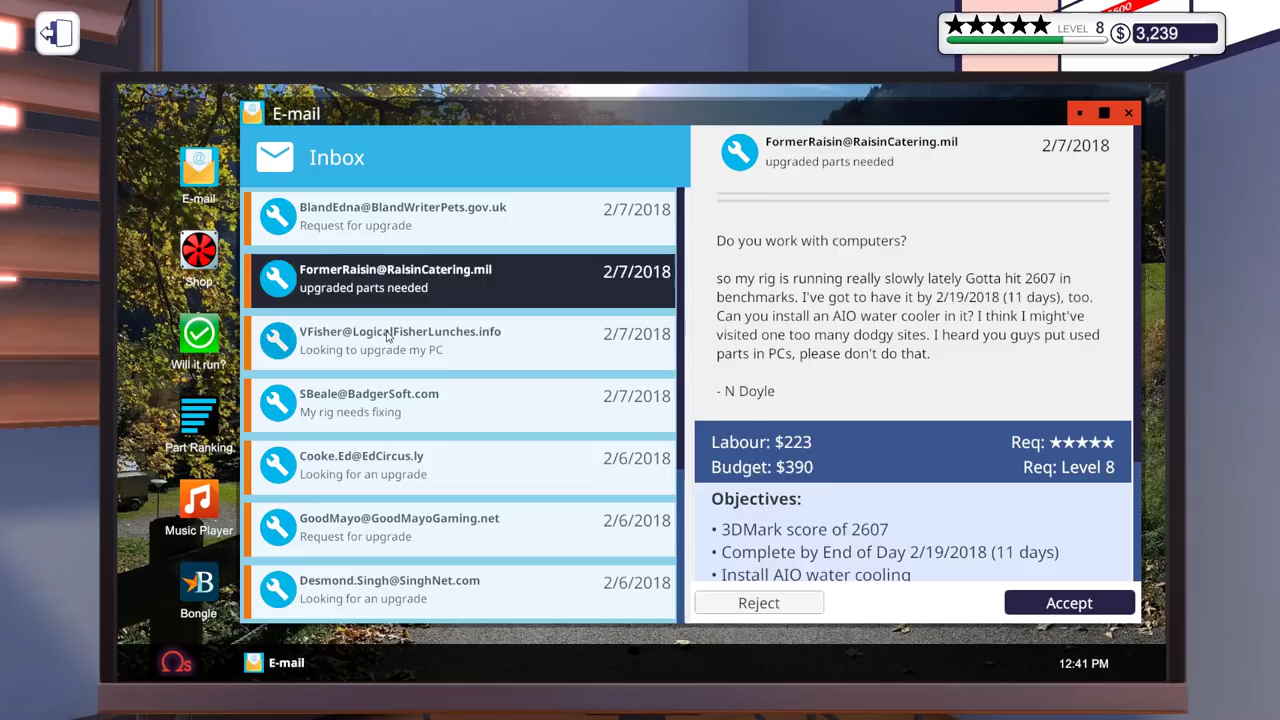 LEVEL 8
$ 3,239
E-mail
Inbox
BlandEdna@BlandWriterPets.gov.uk 2/7/2018
Request for upgrade
FormerRaisin@RaisinCatering.mil 2/7/2018
upgraded parts needed
VFisher@LogicalFisherLunches.info 2/7/2018
Looking to upgrade my PC
SBeale@BadgerSoft.com 2/7/2018
My rig needs fixing
Cooke.Ed@EdCircus.ly 2/6/2018
Looking for an upgrade
GoodMayo@GoodMayoGaming.net 2/6/2018
Request for upgrade
Desmond.Singh@SinghNet.com 2/6/2018
Looking for an upgrade
FormerRaisin@RaisinCatering.mil 2/7/2018
upgraded parts needed
Do you work with computers?
so my rig is running really slowly lately Gotta hit 2607 in
benchmarks. I've got to have it by 2/19/2018 (11 days), too.
Can you install an AIO water cooler in it? I think I might've
visited one too many dodgy sites. I heard you guys put used
parts in PCs, please don't do that.
- N Doyle
Labour: $223 Req: ★★★★★
Budget: $390 Req: Level 8
Objectives:
• 3DMark score of 2607
• Complete by End of Day 2/19/2018 (11 days)
• Install AIO water cooling
Reject Accept
E-mail
Shop
Will it run?
Part Ranking
Music Player
Bongle
E-mail
12:41 PM